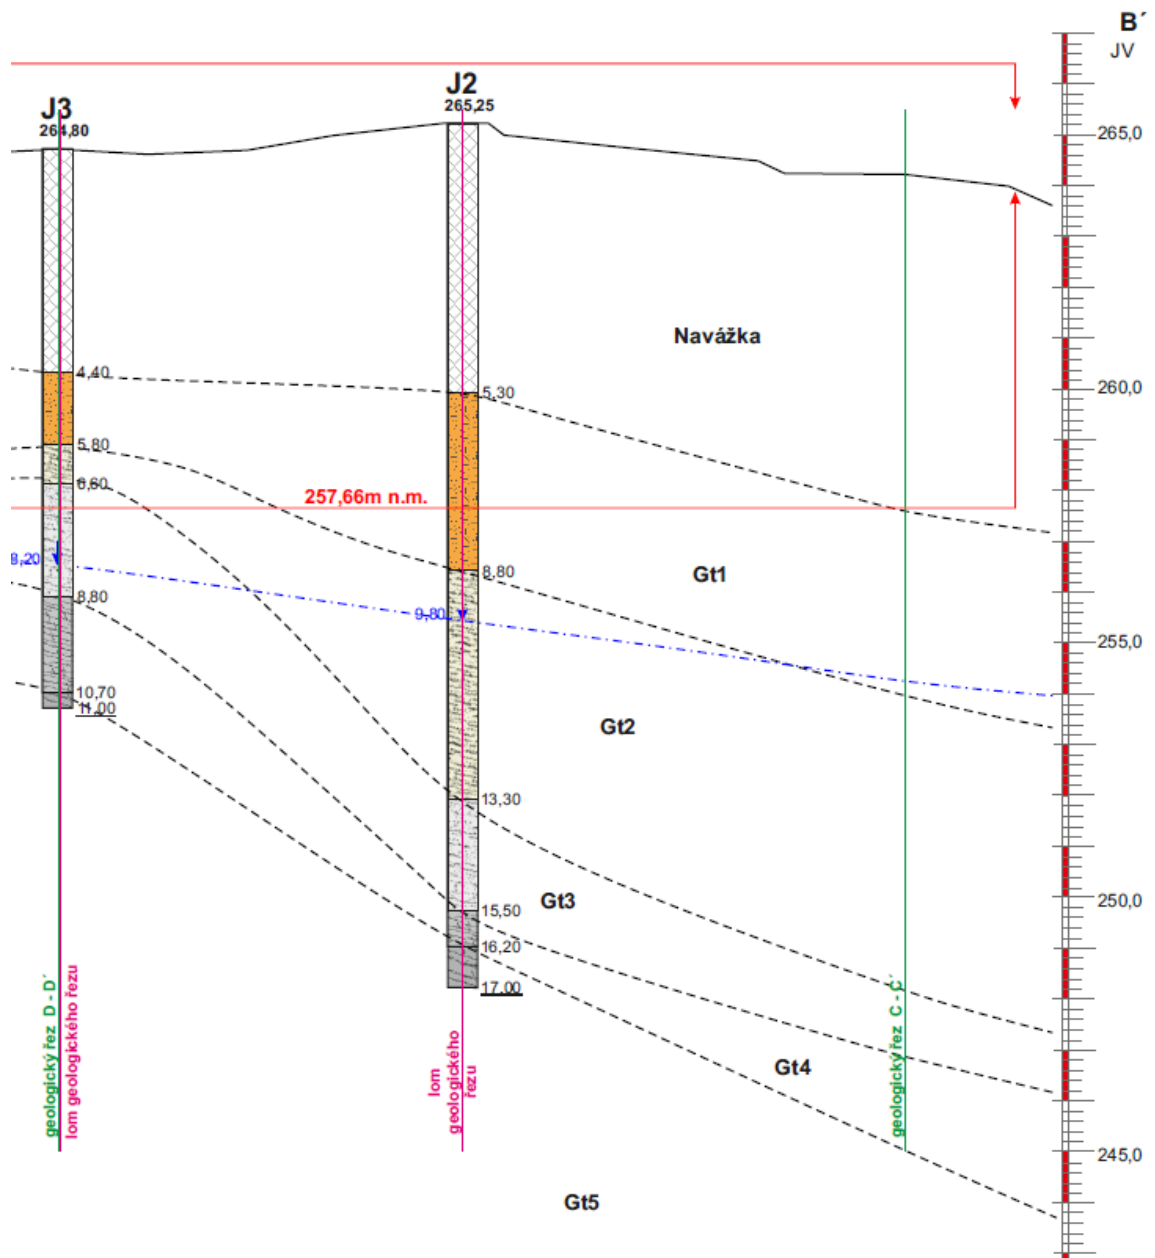 B´
JV
J3
264,80
J2
265,25
265,0
Navážka
4,40
5,30
260,0
5,80
6,60
257,66m n.m.
8,20
8,80
8,80
Gt1
9,80
255,0
10,70
11,00
Gt2
13,30
Gt3
15,50
250,0
16,20
17,00
geologický řez D - D´
lom geologického řezu
lom
geologického
řezu
geologický řez C - C´
Gt4
245,0
Gt5